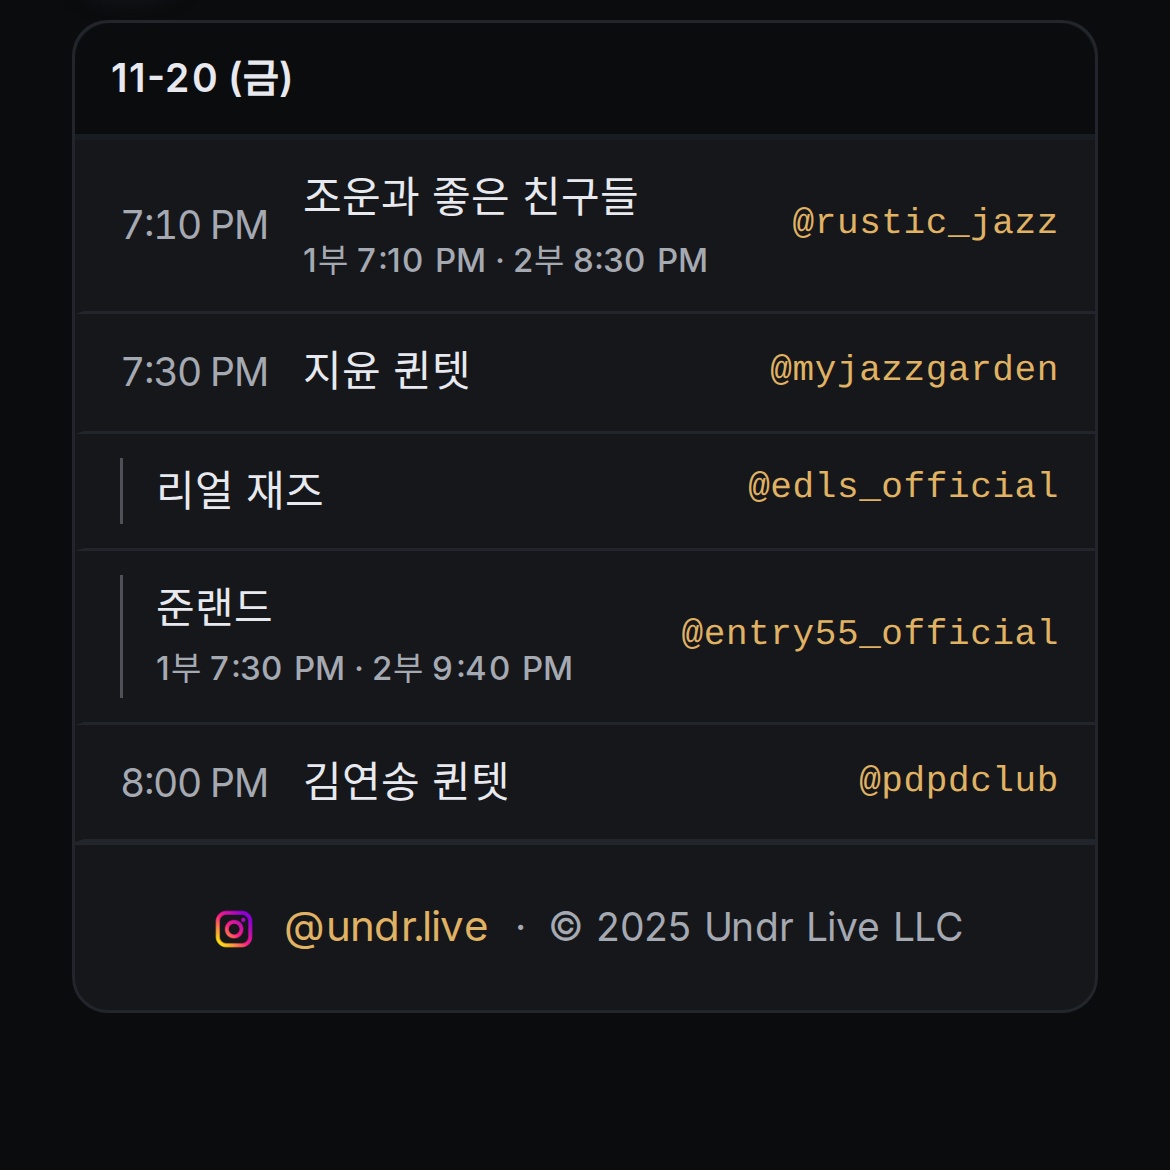 11-20 (금)
7:10 PM 조운과 좋은 친구들 @rustic_jazz
1부 7:10 PM · 2부 8:30 PM
7:30 PM 지윤 퀸텟 @myjazzgarden
리얼 재즈 @edls_official
준랜드 @entry55_official
1부 7:30 PM · 2부 9:40 PM
8:00 PM 김연송 퀸텟 @pdpdclub
@undr.live · © 2025 Undr Live LLC